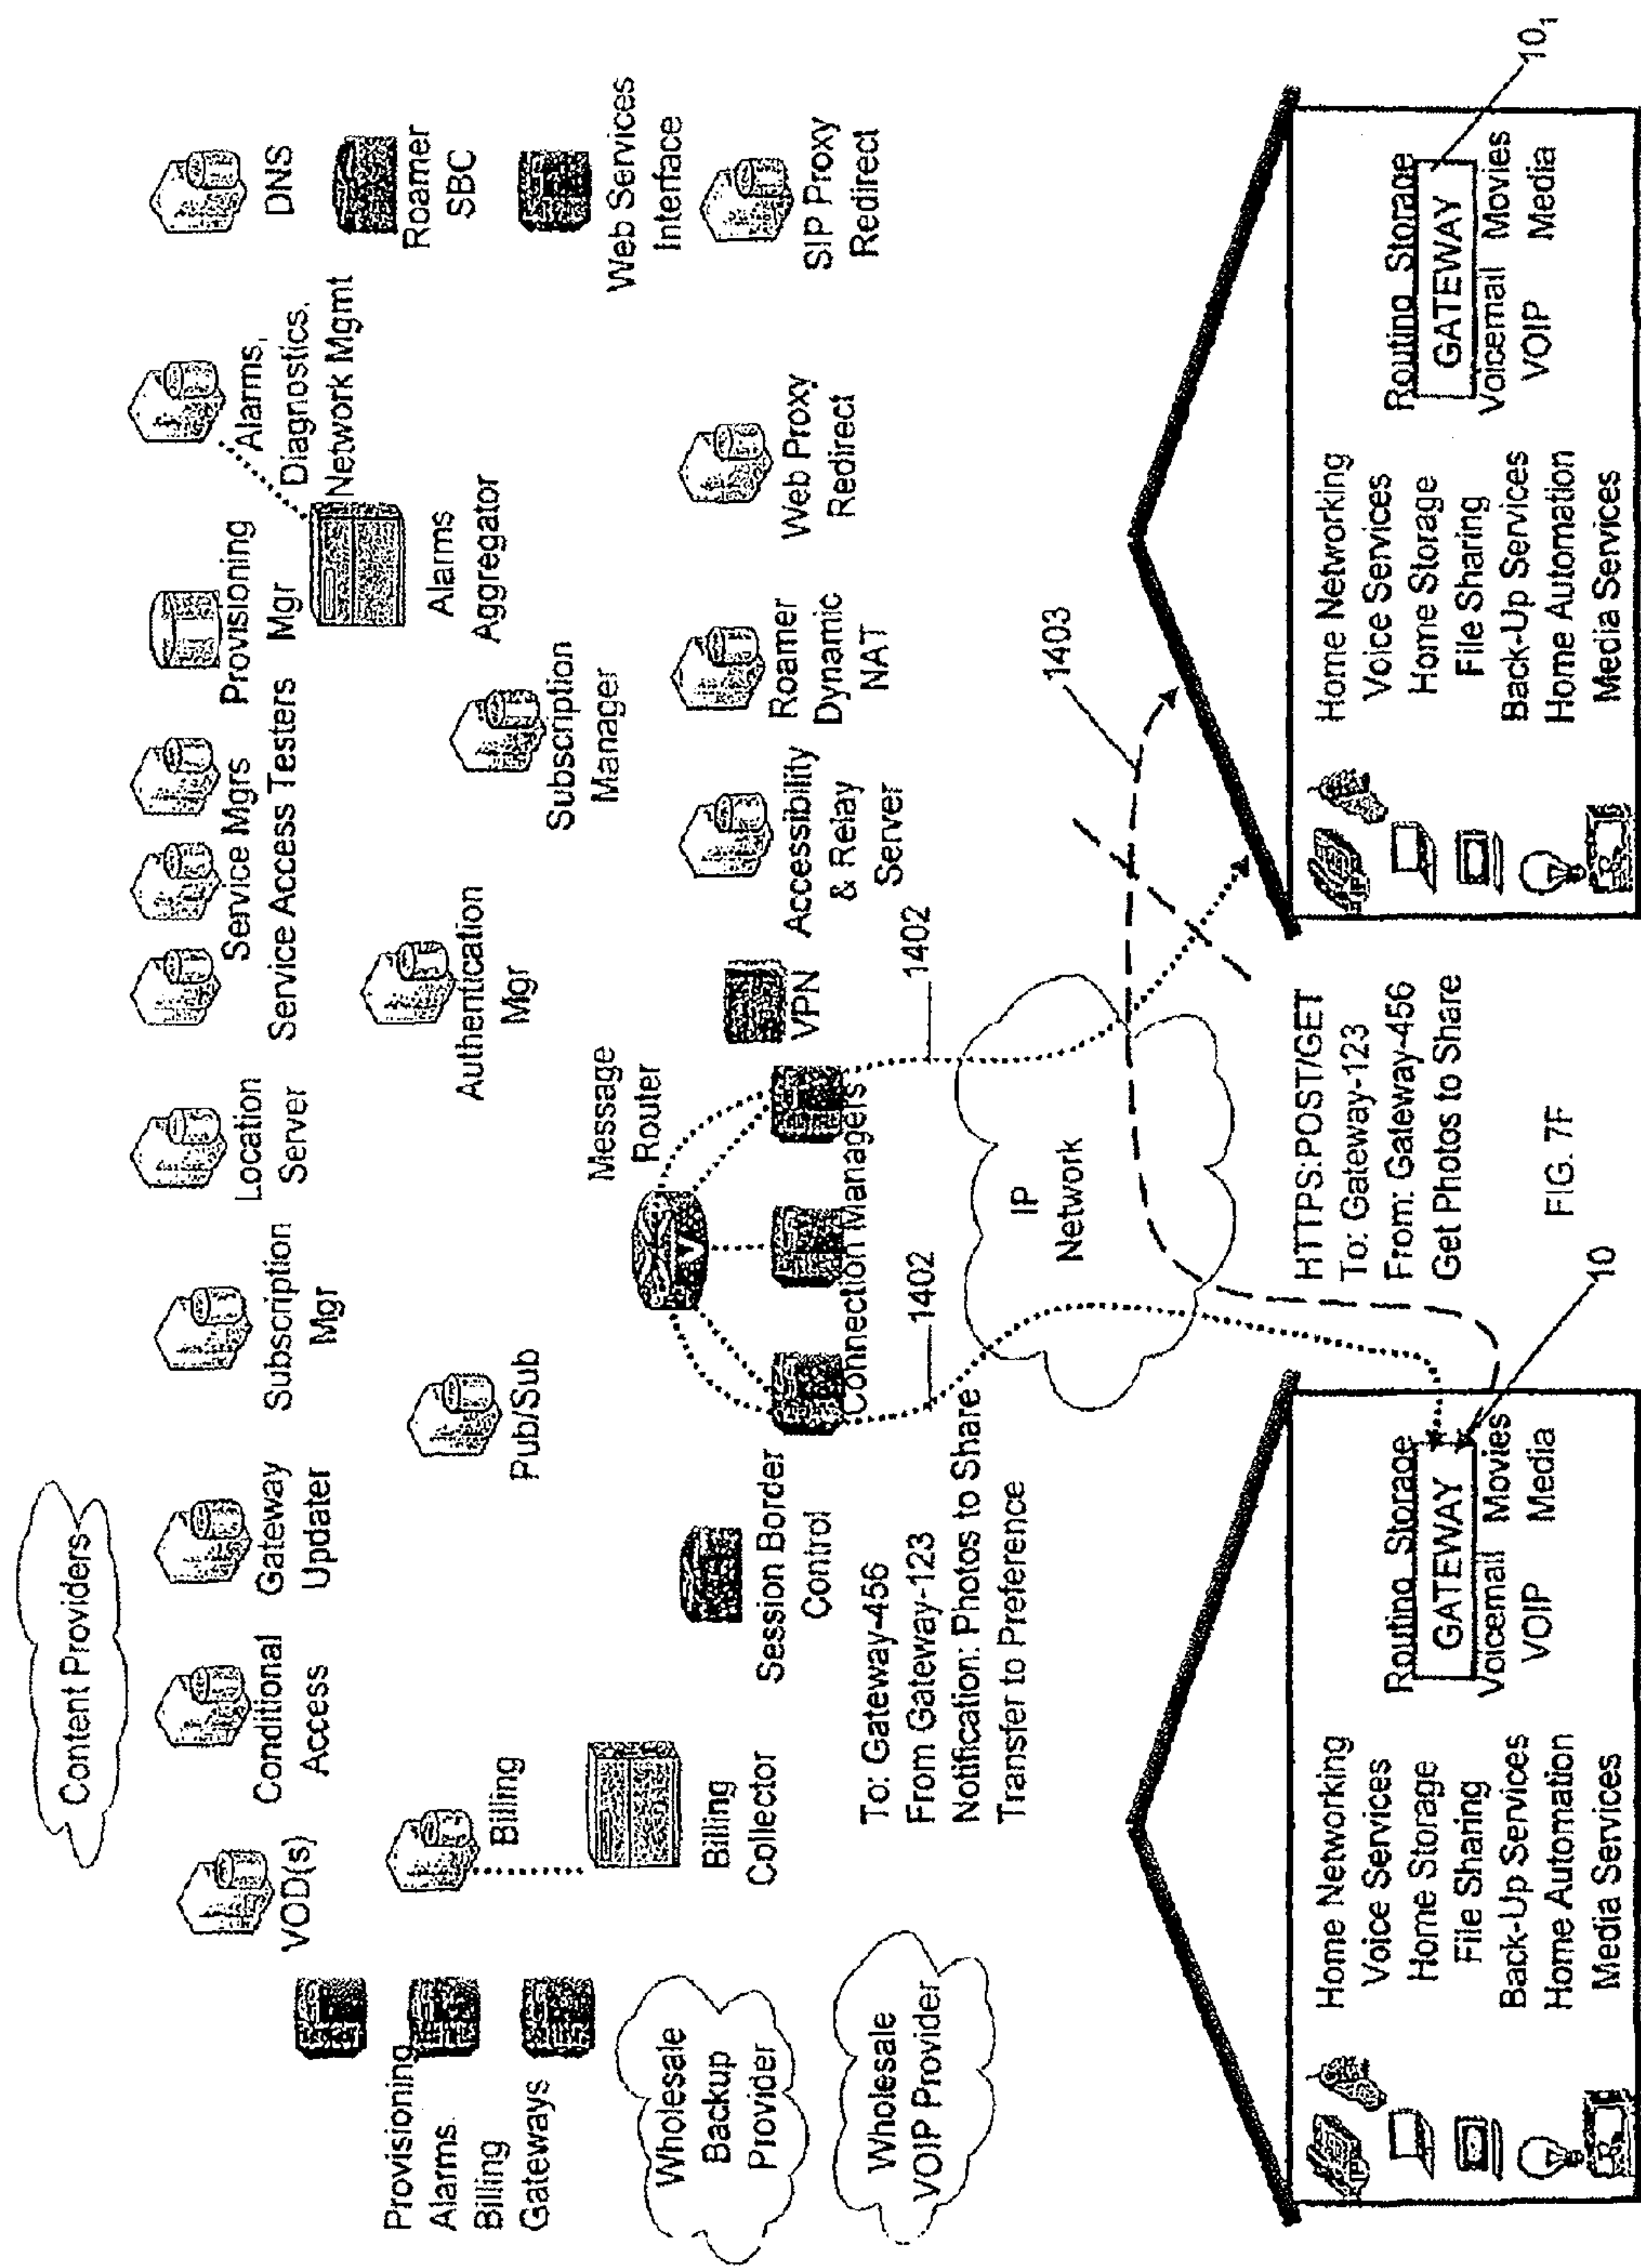 Content Providers
VOD(s)
Conditional
Access
Gateway
Updater
Subscription
Mgr
Location
Server
Service Mgrs
Service Access Testers
Provisioning
Mgr
Alarms,
Diagnostics.
Network Mgmt
DNS
Roamer
SBC
Web Services
Interface
SIP Proxy
Redirect
Provisioning
Alarms.
Billing
Gateways
Billing
Billing
Collector
Pub/Sub
Authentication
Mgr
Subscription
Manager
Alarms
Aggregator
Wholesale
Backup
Provider
Wholesale
VOIP Provider
Session Border
Control
Message
Router
Connection Managers
VPN
Accessibility
& Relay
Server
Roamer
Dynamic
NAT
Web Proxy
Redirect
To: Gateway-456
From Gateway-123
Notification: Photos to Share
Transfer to Preference
1402
1402
1403
IP
Network
HTTPS:POST/GET
To: Gateway-123
From: Gateway-456
Get Photos to Share
Home Networking
Voice Services
Home Storage
File Sharing
Back-Up Services
Home Automation
Media Services
Routing Storage
GATEWAY
Voicemail Movies
VOIP Media
10
Home Networking
Voice Services
Home Storage
File Sharing
Back-Up Services
Home Automation
Media Services
Routing Storage
GATEWAY
Voicemail Movies
VOIP Media
10₁
FIG. 7F